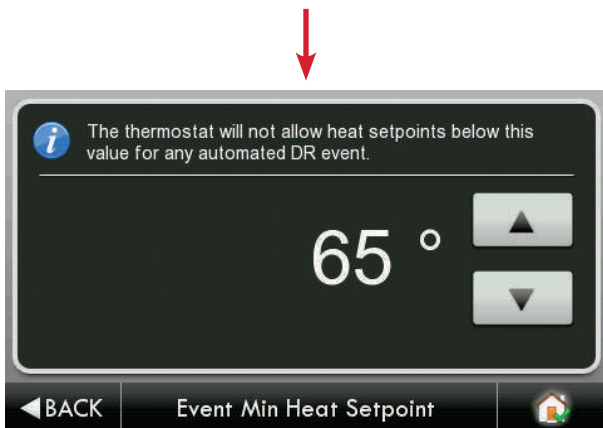 The thermostat will not allow heat setpoints below this
value for any automated DR event.
65 °
BACK
Event Min Heat Setpoint